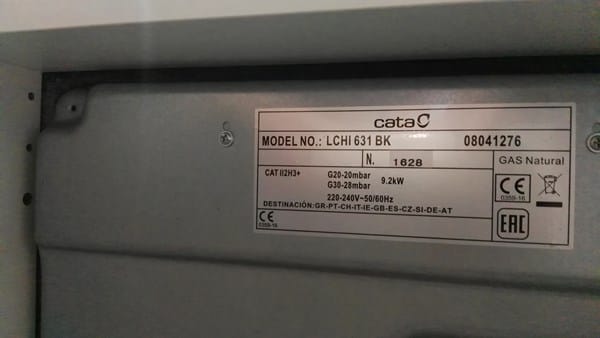 cata
MODEL NO.: LCHI 631 BK 08041276
N. 1628
GAS Natural
CAT II2H3+
G20-20mbar
G30-28mbar
9.2kW
220-240V~50/60Hz
DESTINACIÓN:GR-PT-CH-IT-IE-GB-ES-CZ-SI-DE-AT
CE
0359-16
CE
0359-16
EAC